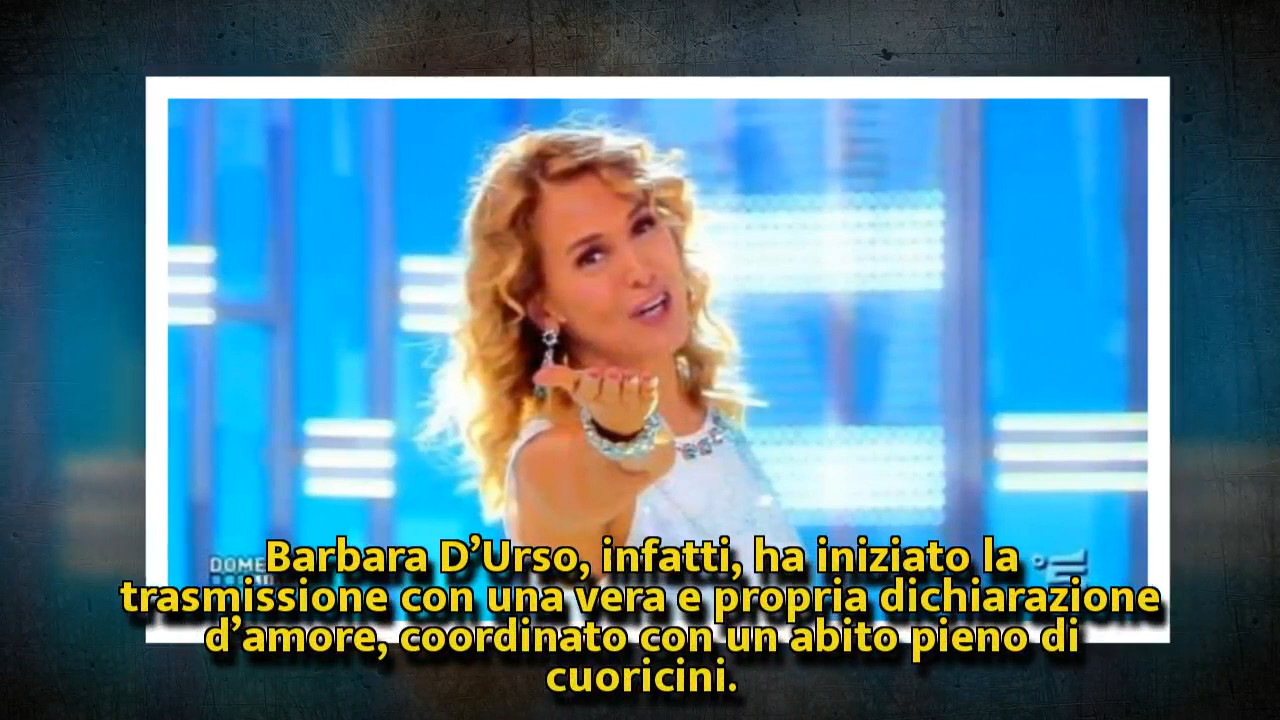 DOME
Barbara D’Urso, infatti, ha iniziato la
trasmissione con una vera e propria dichiarazione
d’amore, coordinato con un abito pieno di
cuoricini.